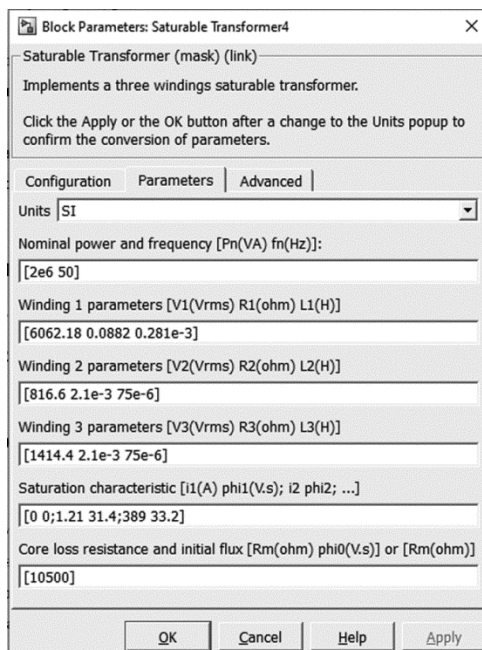 Block Parameters: Saturable Transformer4
Saturable Transformer (mask) (link)
Implements a three windings saturable transformer.
Click the Apply or the OK button after a change to the Units popup to
confirm the conversion of parameters.
Configuration Parameters Advanced
Units SI
Nominal power and frequency [Pn(VA) fn(Hz)]:
[2e6 50]
Winding 1 parameters [V1(Vrms) R1(ohm) L1(H)]
[6062.18 0.0882 0.281e-3]
Winding 2 parameters [V2(Vrms) R2(ohm) L2(H)]
[816.6 2.1e-3 75e-6]
Winding 3 parameters [V3(Vrms) R3(ohm) L3(H)]
[1414.4 2.1e-3 75e-6]
Saturation characteristic [i1(A) phi1(V.s); i2 phi2; ...]
[0 0;1.21 31.4;389 33.2]
Core loss resistance and initial flux [Rm(ohm) phi0(V.s)] or [Rm(ohm)]
[10500]
OK Cancel Help Apply